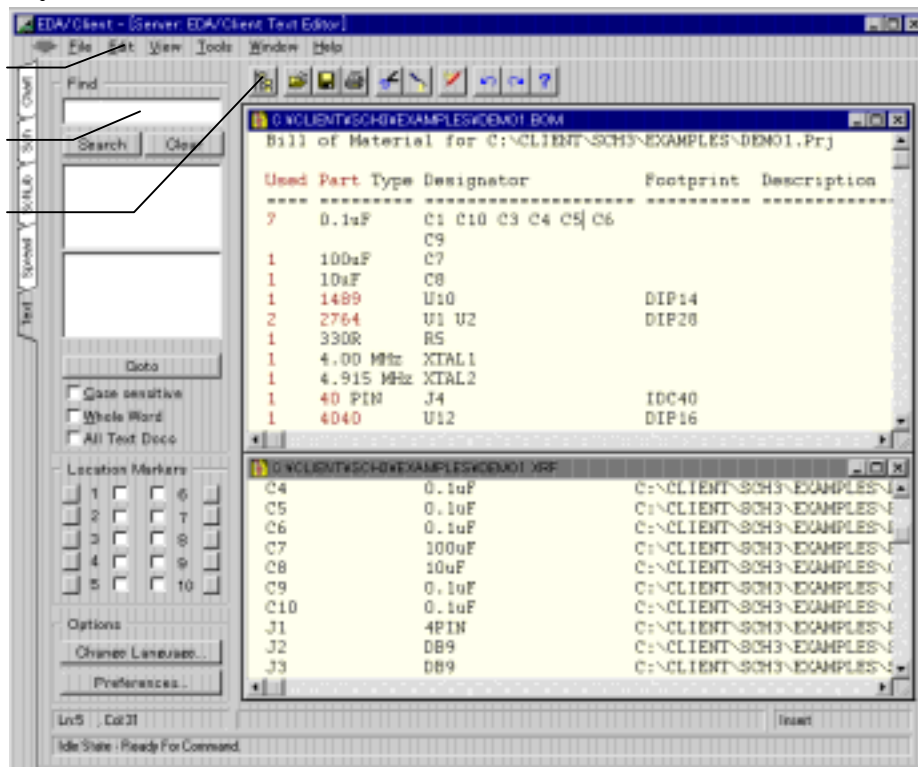 EDA/Client - [Server: EDA/Client Text Editor]
File Edit View Tools Window Help
Chart
Sch
SchLib
Spread
Text
Find
Search Clear
Goto
Case sensitive
Whole Word
All Text Docs
Location Markers
1 6
2 7
3 8
4 9
5 10
Options
Change Language...
Preferences...
C:¥CLIENT¥SCH3¥EXAMPLES¥DEMO1.BOM
Bill of Material for C:\CLIENT\SCH3\EXAMPLES\DEMO1.Prj
Used Part Type Designator Footprint Description
==== ========= ================== ========== =============
7 0.1uF C1 C10 C3 C4 C5 C6
C9
1 100uF C7
1 10uF C8
1 1489 U10 DIP14
2 2764 U1 U2 DIP28
1 330R R5
1 4.00 MHz XTAL1
1 4.915 MHz XTAL2
1 40 PIN J4 IDC40
1 4040 U12 DIP16
C:¥CLIENT¥SCH3¥EXAMPLES¥DEMO1.XRF
C4 0.1uF C:\CLIENT\SCH3\EXAMPLES\
C5 0.1uF C:\CLIENT\SCH3\EXAMPLES\
C6 0.1uF C:\CLIENT\SCH3\EXAMPLES\
C7 100uF C:\CLIENT\SCH3\EXAMPLES\
C8 10uF C:\CLIENT\SCH3\EXAMPLES\
C9 0.1uF C:\CLIENT\SCH3\EXAMPLES\
C10 0.1uF C:\CLIENT\SCH3\EXAMPLES\
J1 4PIN C:\CLIENT\SCH3\EXAMPLES\
J2 DB9 C:\CLIENT\SCH3\EXAMPLES\
J3 DB9 C:\CLIENT\SCH3\EXAMPLES\
Ln:5 , Col:31 Insert
Idle State - Ready For Command.